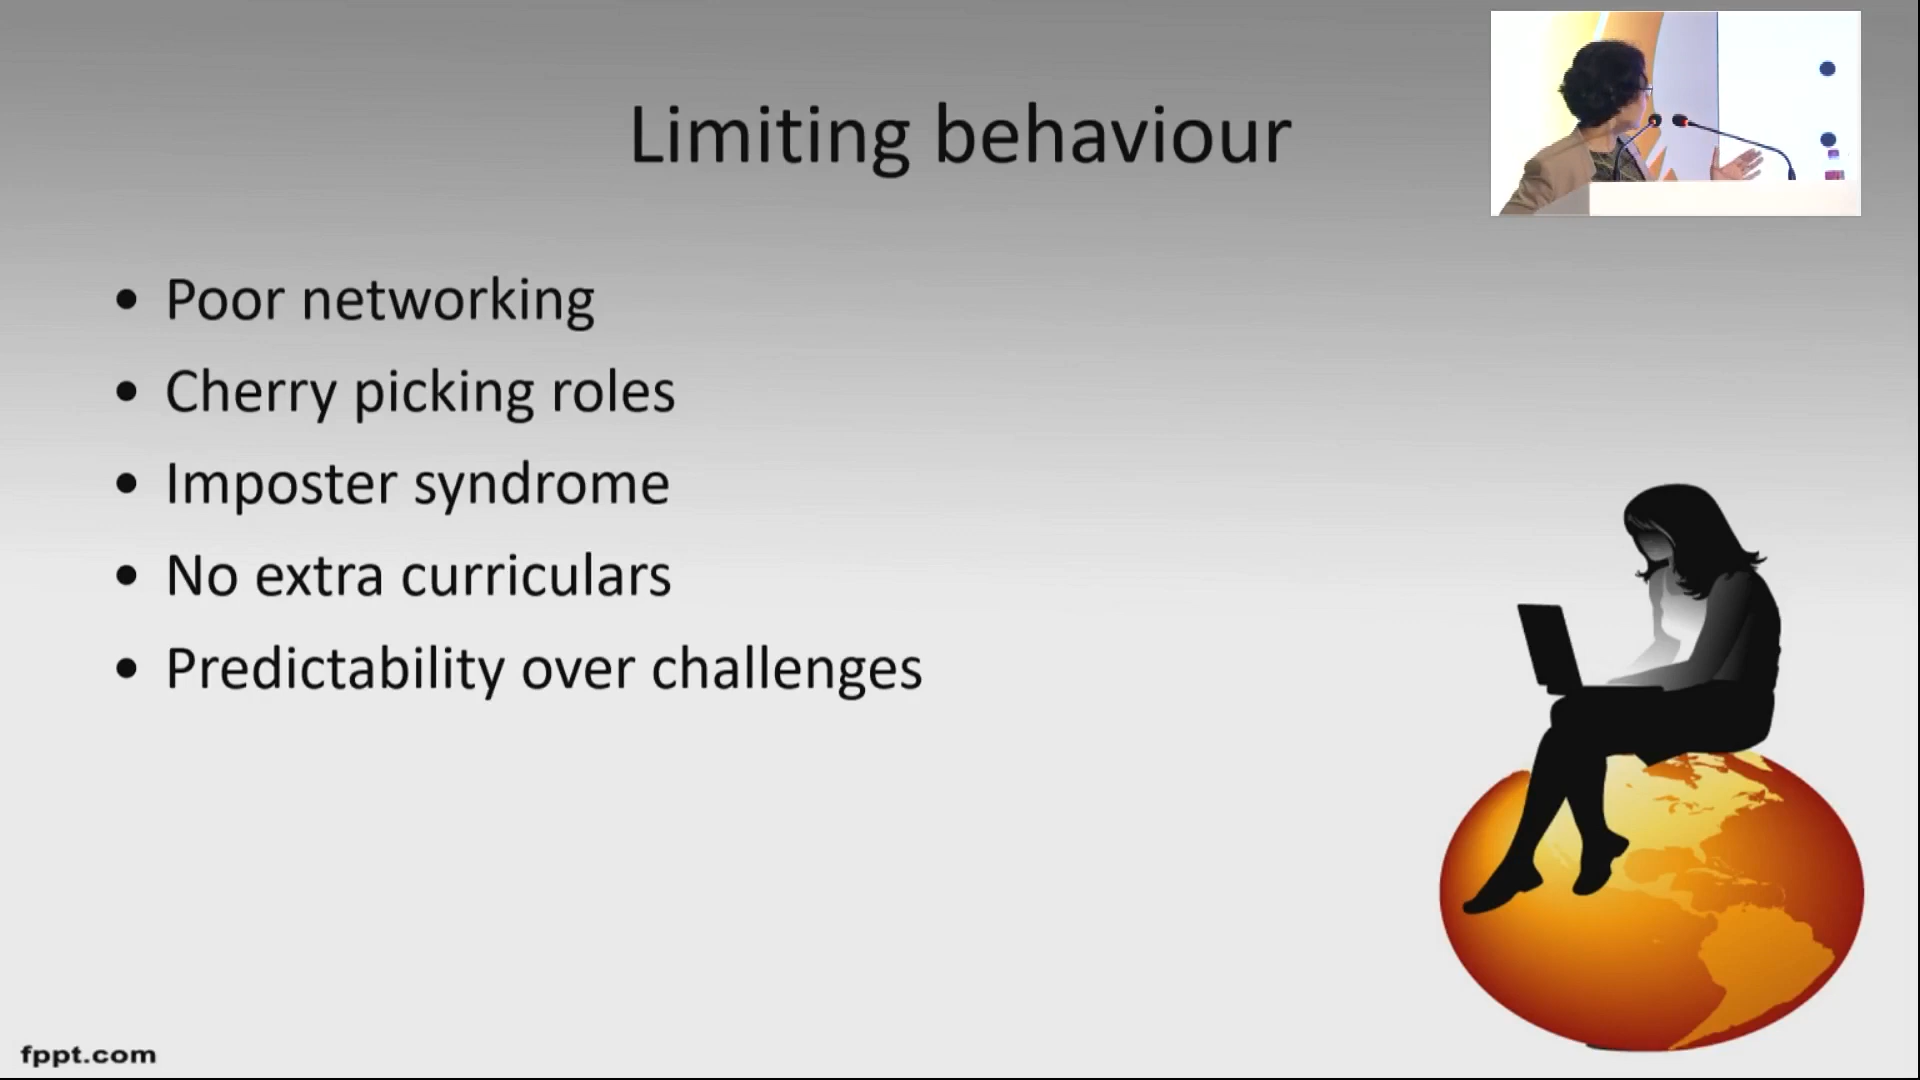 Limiting behaviour
• Poor networking
• Cherry picking roles
• Imposter syndrome
• No extra curriculars
• Predictability over challenges
fppt.com